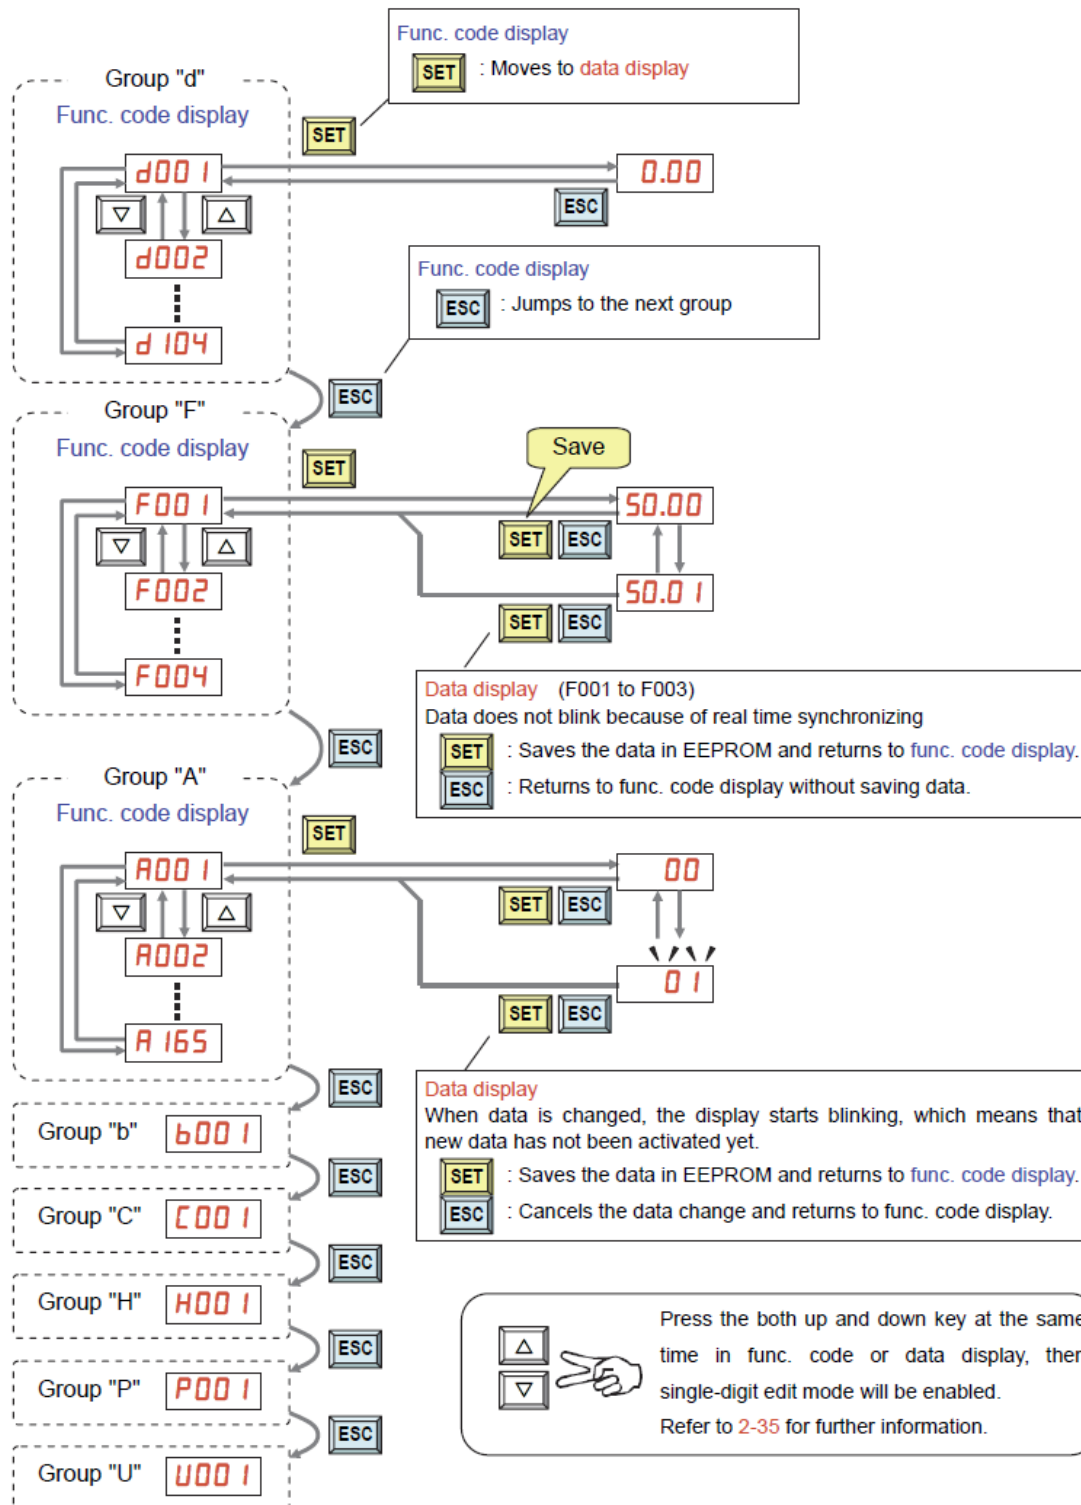 Func. code display
SET : Moves to data display
Group "d"
Func. code display
SET
d001
0.00
ESC
d002
Func. code display
ESC : Jumps to the next group
d104
ESC
Group "F"
Func. code display
SET
Save
F001
50.00
SET ESC
F002
50.01
SET ESC
F004
Data display (F001 to F003)
Data does not blink because of real time synchronizing
SET : Saves the data in EEPROM and returns to func. code display.
ESC : Returns to func. code display without saving data.
ESC
Group "A"
Func. code display
SET
A001
00
SET ESC
A002
01
SET ESC
A165
ESC
Data display
When data is changed, the display starts blinking, which means that
new data has not been activated yet.
SET : Saves the data in EEPROM and returns to func. code display.
ESC : Cancels the data change and returns to func. code display.
Group "b" b001
ESC
Group "C" C001
ESC
Group "H" H001
ESC
Group "P" P001
ESC
Group "U" U001
Press the both up and down key at the same
time in func. code or data display, then
single-digit edit mode will be enabled.
Refer to 2-35 for further information.